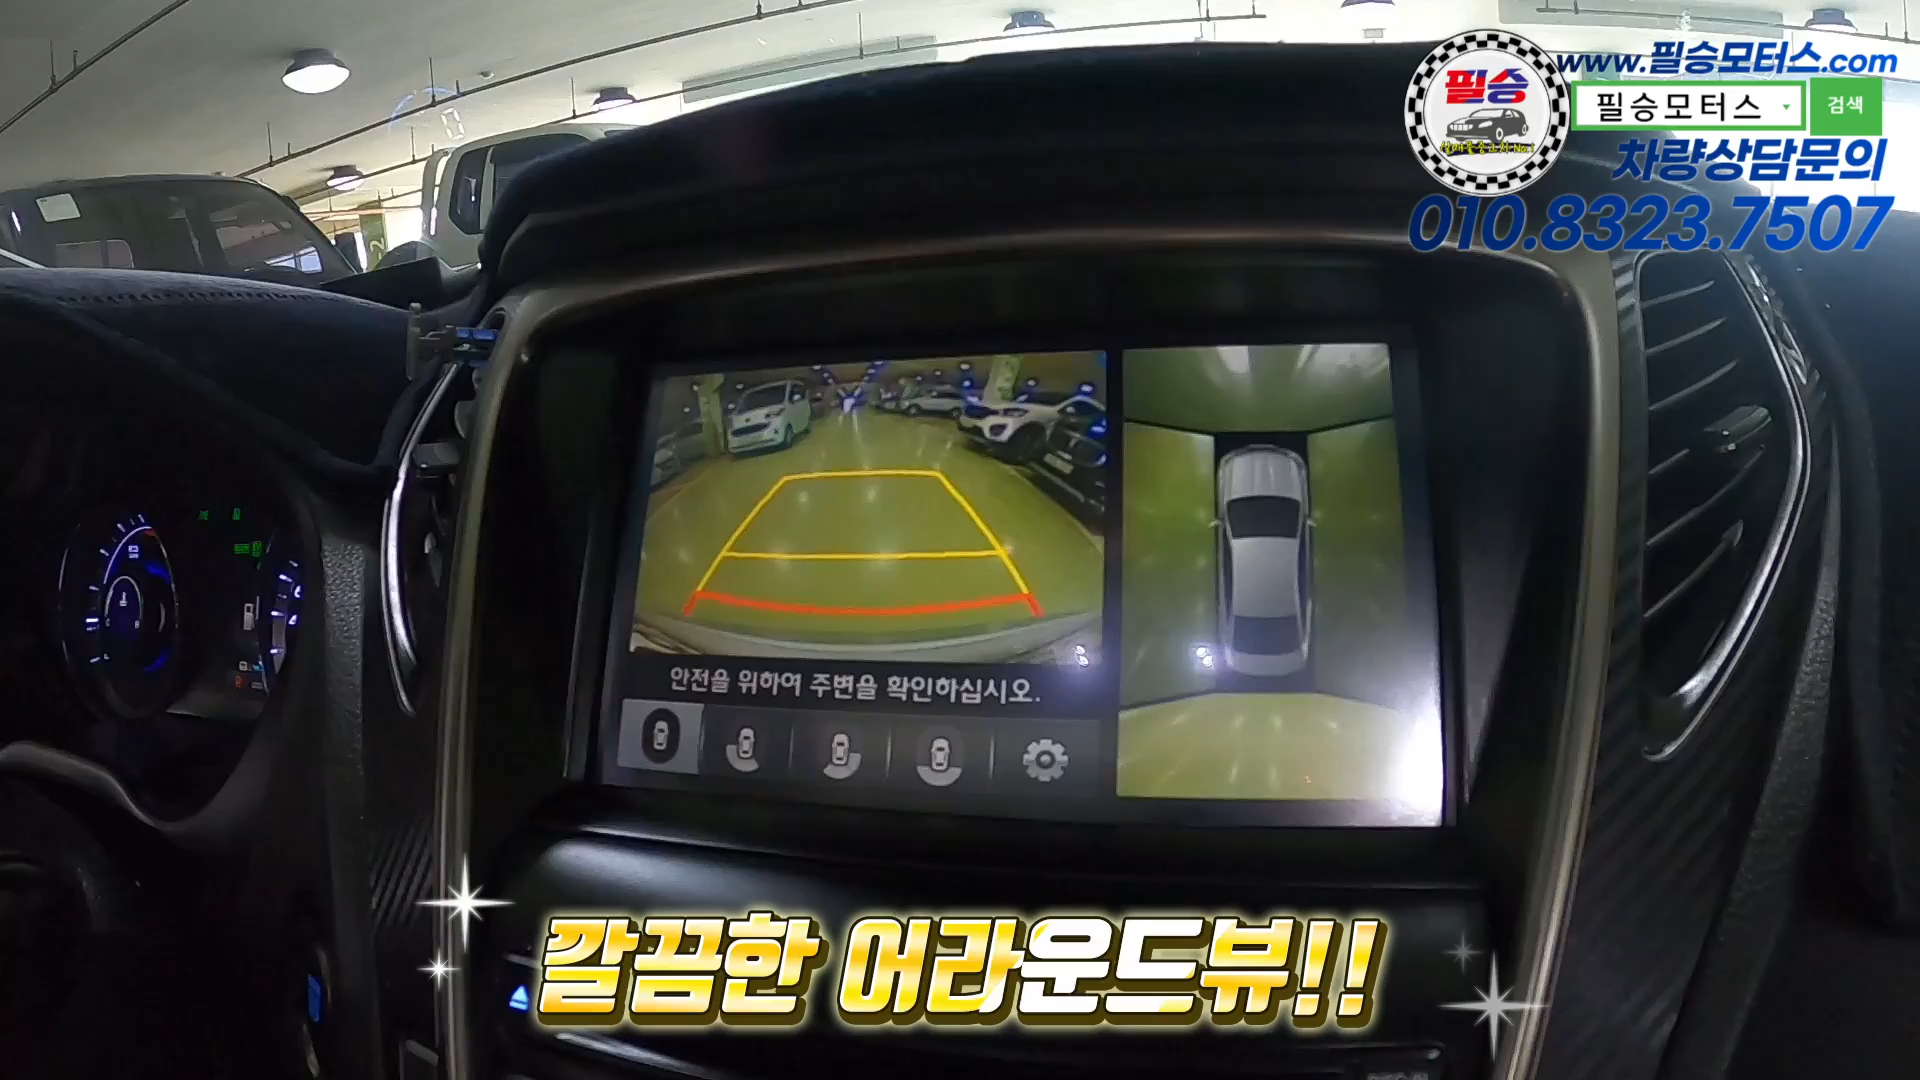 www.필승모터스.com
필승
필승모터스
검색
차량상담문의
010.8323.7507
안전을 위하여 주변을 확인하십시오.
깔끔한 어라운드뷰!!